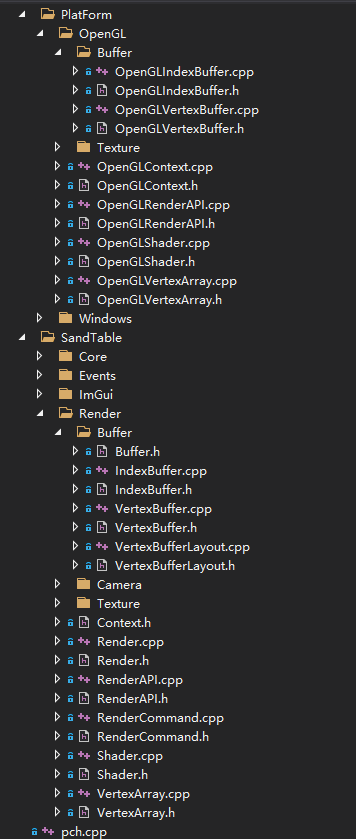 PlatForm
OpenGL
Buffer
OpenGLIndexBuffer.cpp
OpenGLIndexBuffer.h
OpenGLVertexBuffer.cpp
OpenGLVertexBuffer.h
Texture
OpenGLContext.cpp
OpenGLContext.h
OpenGLRenderAPI.cpp
OpenGLRenderAPI.h
OpenGLShader.cpp
OpenGLShader.h
OpenGLVertexArray.cpp
OpenGLVertexArray.h
Windows
SandTable
Core
Events
ImGui
Render
Buffer
Buffer.h
IndexBuffer.cpp
IndexBuffer.h
VertexBuffer.cpp
VertexBuffer.h
VertexBufferLayout.cpp
VertexBufferLayout.h
Camera
Texture
Context.h
Render.cpp
Render.h
RenderAPI.cpp
RenderAPI.h
RenderCommand.cpp
RenderCommand.h
Shader.cpp
Shader.h
VertexArray.cpp
VertexArray.h
pch.cpp